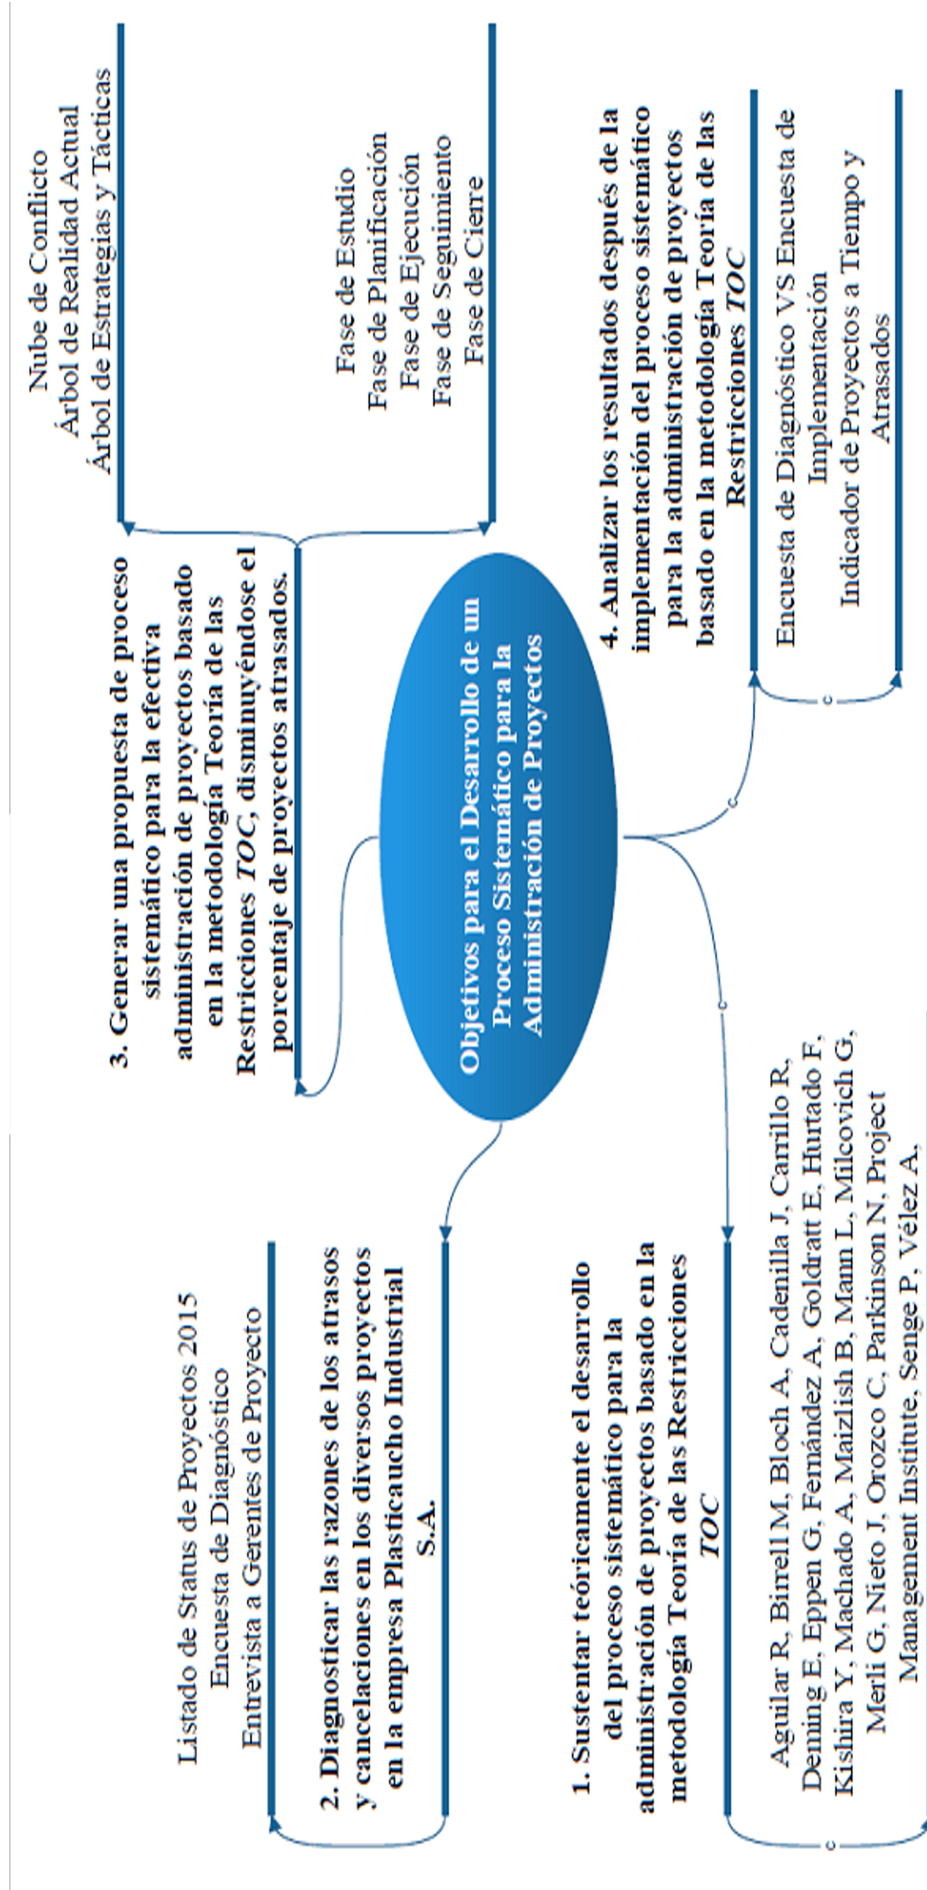 Listado de Status de Proyectos 2015
Encuesta de Diagnóstico
Entrevista a Gerentes de Proyecto
2. Diagnosticar las razones de los atrasos
y cancelaciones en los diversos proyectos
en la empresa Plasticaucho Industrial
S.A.
3. Generar una propuesta de proceso
sistemático para la efectiva
administración de proyectos basado
en la metodología Teoría de las
Restricciones TOC, disminuyéndose el
porcentaje de proyectos atrasados.
Nube de Conflicto
Árbol de Realidad Actual
Árbol de Estrategias y Tácticas
Fase de Estudio
Fase de Planificación
Fase de Ejecución
Fase de Seguimiento
Fase de Cierre
Objetivos para el Desarrollo de un
Proceso Sistemático para la
Administración de Proyectos
1. Sustentar teóricamente el desarrollo
del proceso sistemático para la
administración de proyectos basado en la
metodología Teoría de las Restricciones
TOC
Aguilar R, Birrell M, Bloch A, Cadenilla J, Carrillo R,
Deming E, Eppen G, Fernández A, Goldratt E, Hurtado F,
Kishira Y, Machado A, Maizlish B, Mann L, Milcovich G,
Merli G, Nieto J, Orozco C, Parkinson N, Project
Management Institute, Senge P, Vélez A,
4. Analizar los resultados después de la
implementación del proceso sistemático
para la administración de proyectos
basado en la metodología Teoría de las
Restricciones TOC
Encuesta de Diagnóstico VS Encuesta de
Implementación
Indicador de Proyectos a Tiempo y
Atrasados